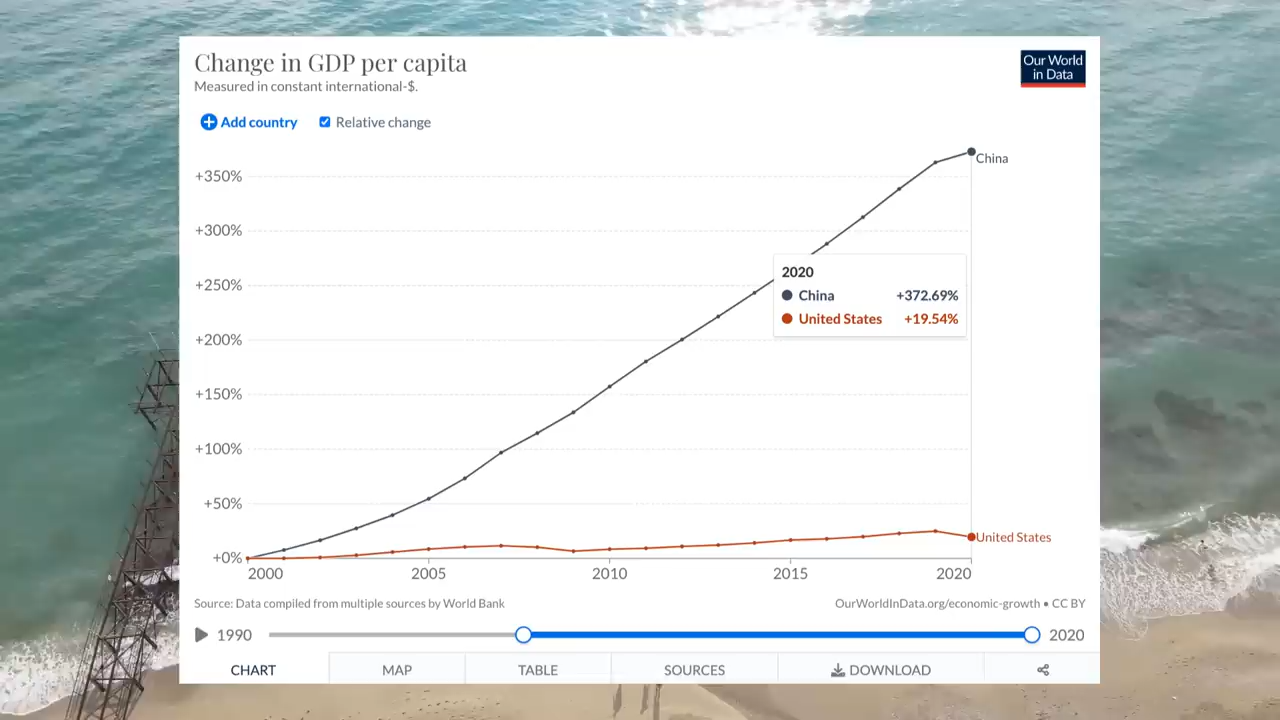 Change in GDP per capita
Measured in constant international-$.
Our World
in Data
Add country
Relative change
China
+350%
+300%
+250%
+200%
+150%
+100%
+50%
+0%
2020
China +372.69%
United States +19.54%
United States
2000 2005 2010 2015 2020
Source: Data compiled from multiple sources by World Bank
OurWorldInData.org/economic-growth • CC BY
1990 2020
CHART MAP TABLE SOURCES DOWNLOAD